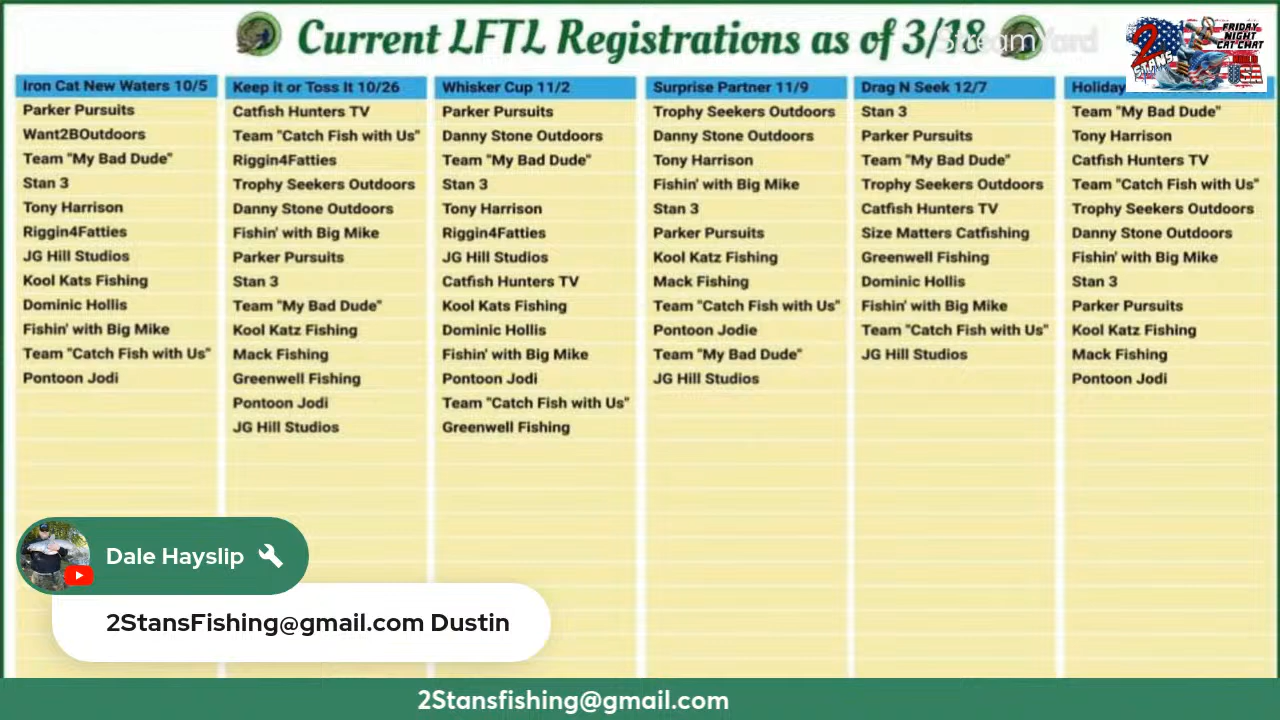 Current LFTL Registrations as of 3/18
StreamYard
2
STANS
FRIDAY
NIGHT
CAT CHAT
USA
Iron Cat New Waters 10/5
Parker Pursuits
Want2BOutdoors
Team "My Bad Dude"
Stan 3
Tony Harrison
Riggin4Fatties
JG Hill Studios
Kool Kats Fishing
Dominic Hollis
Fishin' with Big Mike
Team "Catch Fish with Us"
Pontoon Jodi
Keep it or Toss It 10/26
Catfish Hunters TV
Team "Catch Fish with Us"
Riggin4Fatties
Trophy Seekers Outdoors
Danny Stone Outdoors
Fishin' with Big Mike
Parker Pursuits
Stan 3
Team "My Bad Dude"
Kool Katz Fishing
Mack Fishing
Greenwell Fishing
Pontoon Jodi
JG Hill Studios
Whisker Cup 11/2
Parker Pursuits
Danny Stone Outdoors
Team "My Bad Dude"
Stan 3
Tony Harrison
Riggin4Fatties
JG Hill Studios
Catfish Hunters TV
Kool Kats Fishing
Dominic Hollis
Fishin' with Big Mike
Pontoon Jodi
Team "Catch Fish with Us"
Greenwell Fishing
Surprise Partner 11/9
Trophy Seekers Outdoors
Danny Stone Outdoors
Tony Harrison
Fishin' with Big Mike
Stan 3
Parker Pursuits
Kool Katz Fishing
Mack Fishing
Team "Catch Fish with Us"
Pontoon Jodie
Team "My Bad Dude"
JG Hill Studios
Drag N Seek 12/7
Stan 3
Parker Pursuits
Team "My Bad Dude"
Trophy Seekers Outdoors
Catfish Hunters TV
Size Matters Catfishing
Greenwell Fishing
Dominic Hollis
Fishin' with Big Mike
Team "Catch Fish with Us"
JG Hill Studios
Holiday
Team "My Bad Dude"
Tony Harrison
Catfish Hunters TV
Team "Catch Fish with Us"
Trophy Seekers Outdoors
Danny Stone Outdoors
Fishin' with Big Mike
Stan 3
Parker Pursuits
Kool Katz Fishing
Mack Fishing
Pontoon Jodi
Dale Hayslip
2StansFishing@gmail.com Dustin
2Stansfishing@gmail.com